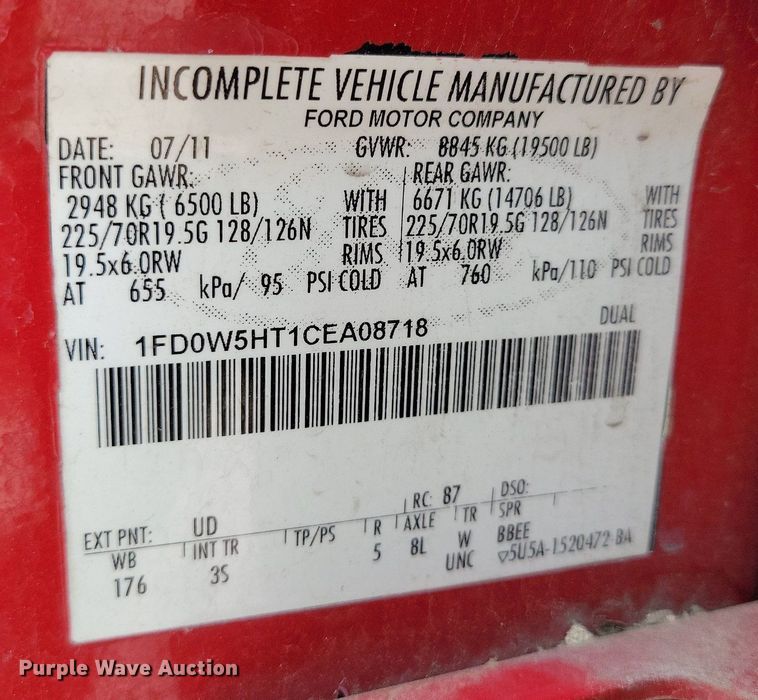 INCOMPLETE VEHICLE MANUFACTURED BY
FORD MOTOR COMPANY
DATE: 07/11 GVWR: 8845 KG (19500 LB)
FRONT GAWR: REAR GAWR:
2948 KG ( 6500 LB) WITH 6671 KG (14706 LB) WITH
225/70R19.5G 128/126N TIRES 225/70R19.5G 128/126N TIRES
19.5x6.0RW RIMS 19.5x6.0RW RIMS
AT 655 kPa/ 95 PSI COLD AT 760 kPa/110 PSI COLD
VIN: 1FD0W5HT1CEA08718 DUAL
EXT PNT: UD RC: 87 DSO:
WB INT TR TP/PS R AXLE TR SPR
176 3S 5 8L W BBEE
UNC ▽5U5A-1520472-BA
Purple Wave Auction